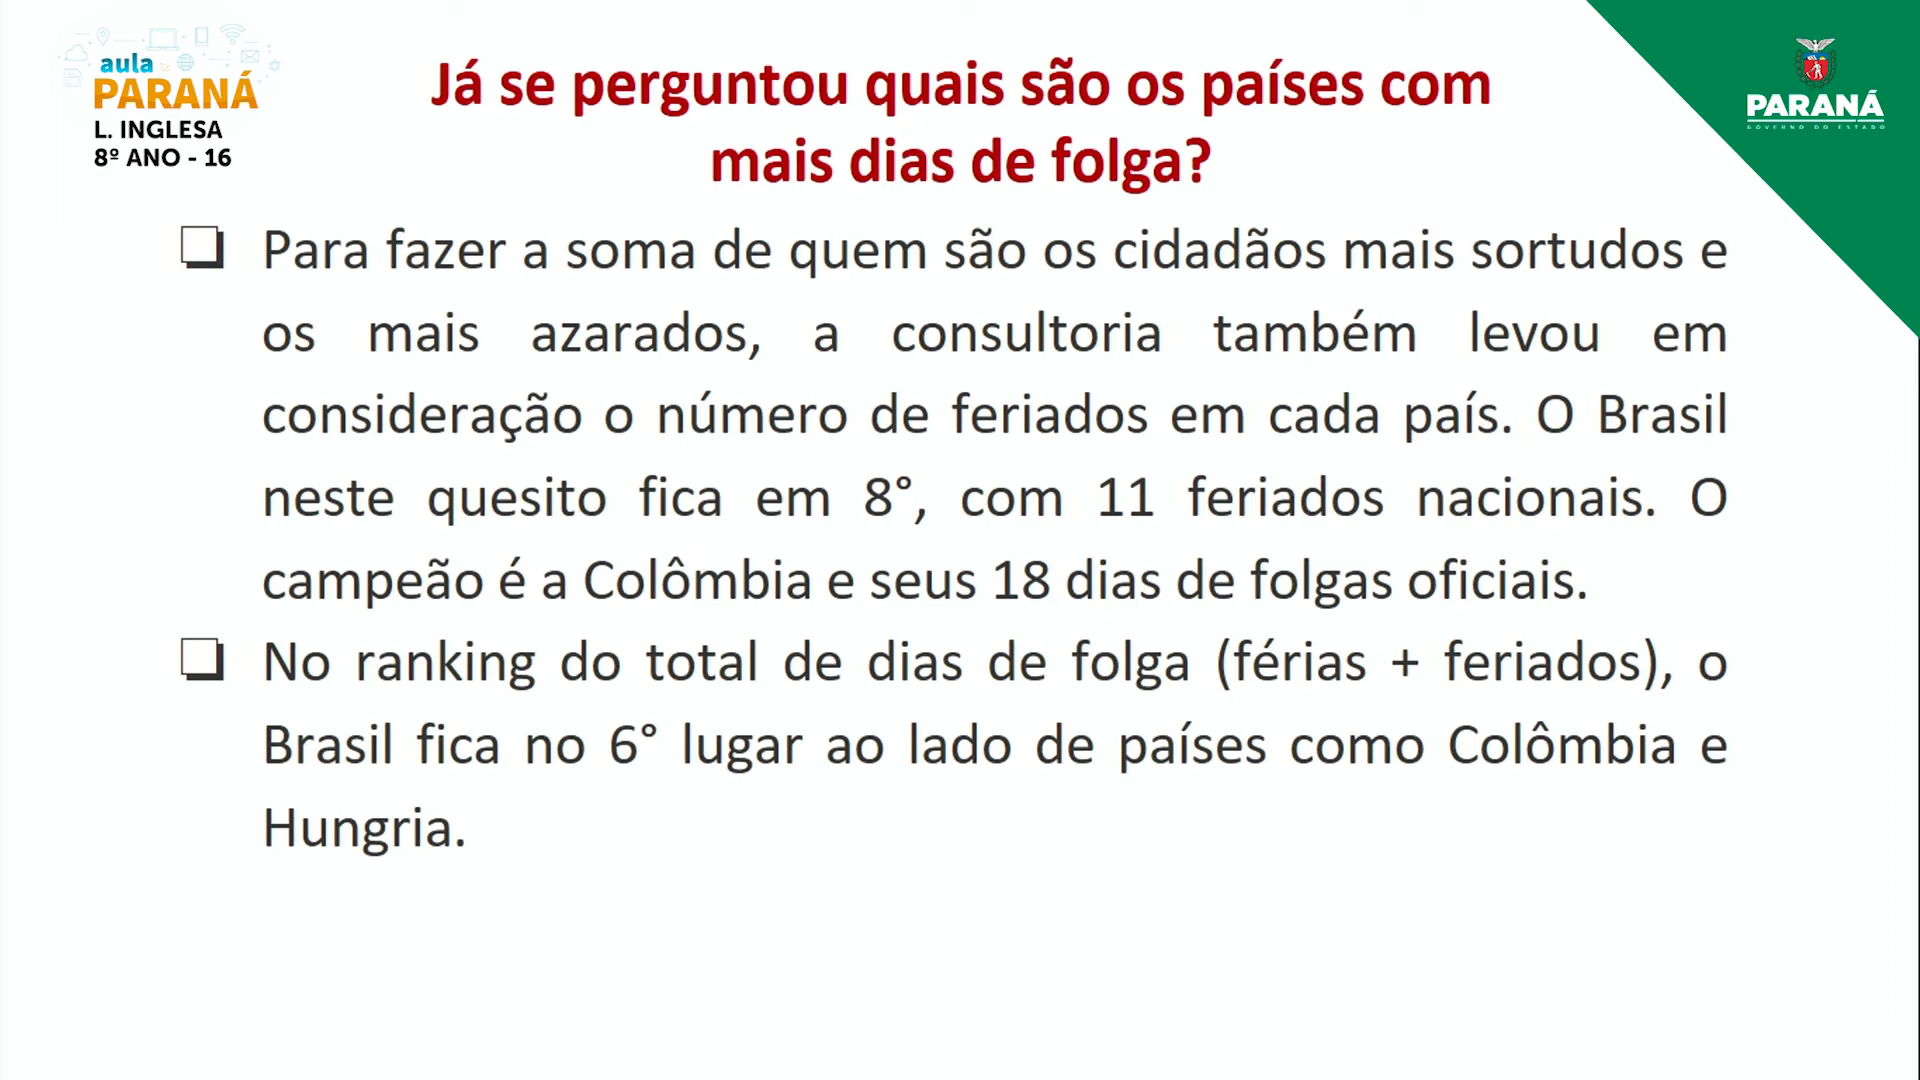 aula
PARANÁ
L. INGLESA
8º ANO - 16
Já se perguntou quais são os países com
mais dias de folga?
PARANÁ
GOVERNO DO ESTADO
❏ Para fazer a soma de quem são os cidadãos mais sortudos e
os mais azarados, a consultoria também levou em
consideração o número de feriados em cada país. O Brasil
neste quesito fica em 8°, com 11 feriados nacionais. O
campeão é a Colômbia e seus 18 dias de folgas oficiais.
❏ No ranking do total de dias de folga (férias + feriados), o
Brasil fica no 6° lugar ao lado de países como Colômbia e
Hungria.